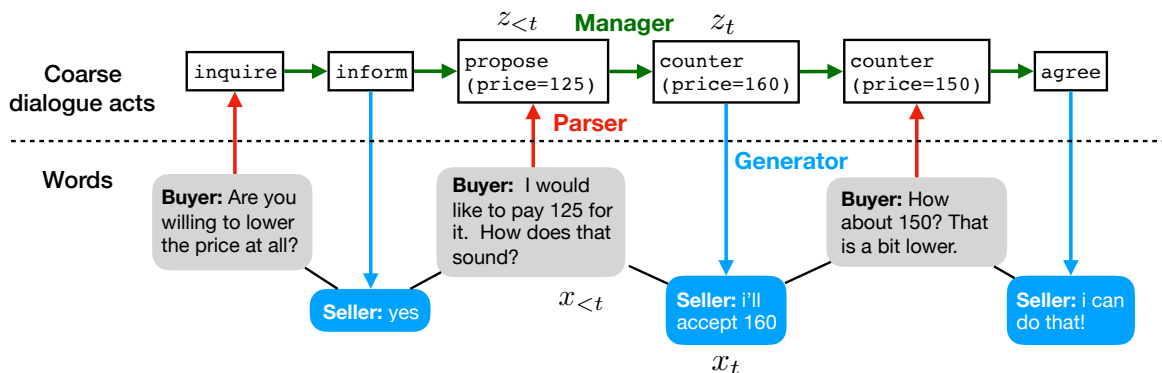 z<t
Manager
z_t
Coarse
dialogue acts
inquire
inform
propose
(price=125)
counter
(price=160)
counter
(price=150)
agree
Parser
Generator
Words
Buyer: Are you
willing to lower
the price at all?
Buyer: I would
like to pay 125 for
it. How does that
sound?
Buyer: How
about 150? That
is a bit lower.
Seller: yes
x<t
Seller: i'll
accept 160
Seller: i can
do that!
x_t